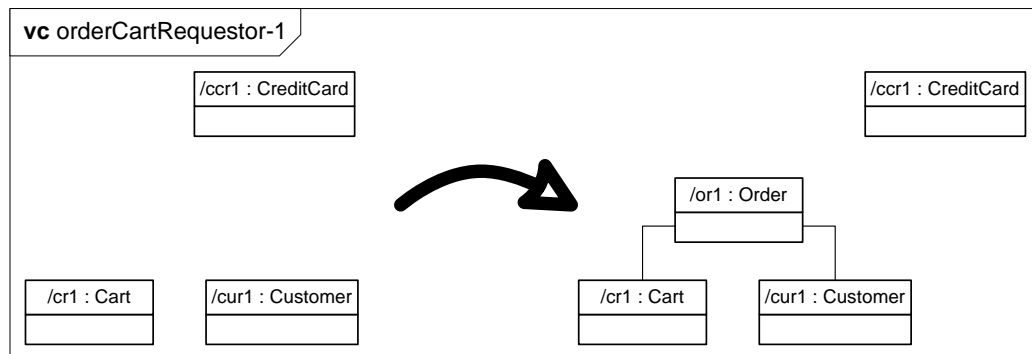 vc orderCartRequestor-1
/ccr1 : CreditCard
/ccr1 : CreditCard
/or1 : Order
/cr1 : Cart
/cur1 : Customer
/cr1 : Cart
/cur1 : Customer